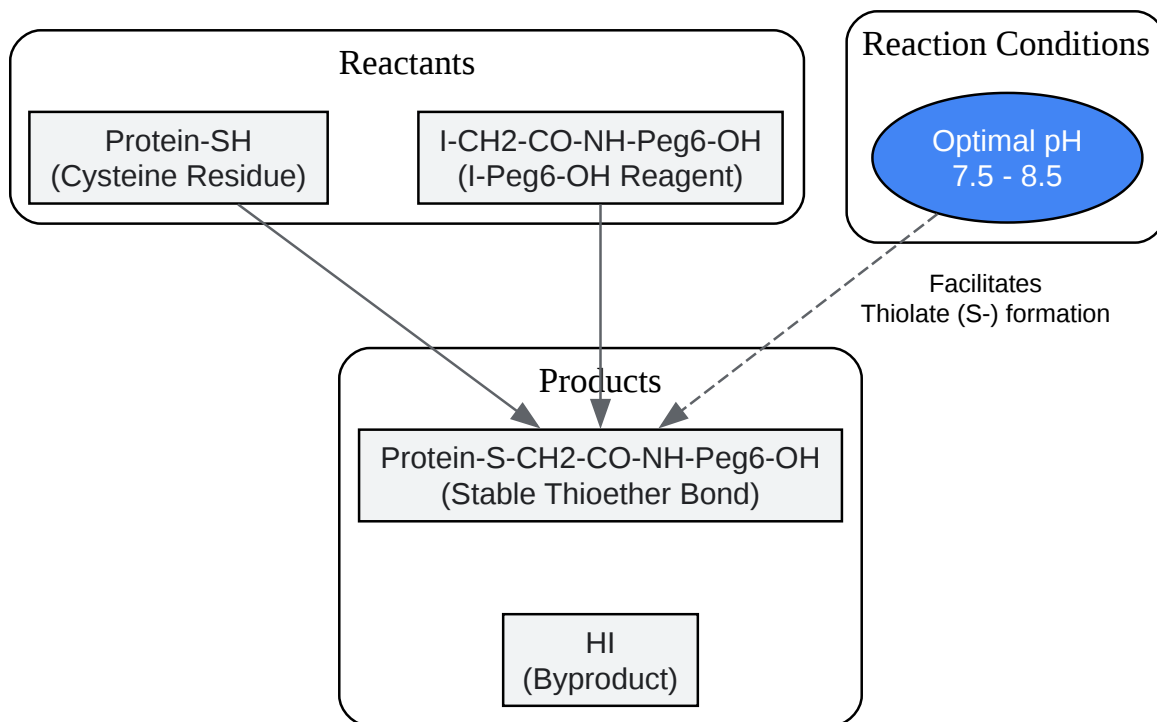 Reactants
Protein-SH
(Cysteine Residue)
I-CH2-CO-NH-Peg6-OH
(I-Peg6-OH Reagent)
Reaction Conditions
Optimal pH
7.5 - 8.5
Facilitates
Thiolate (S-) formation
Products
Protein-S-CH2-CO-NH-Peg6-OH
(Stable Thioether Bond)
HI
(Byproduct)